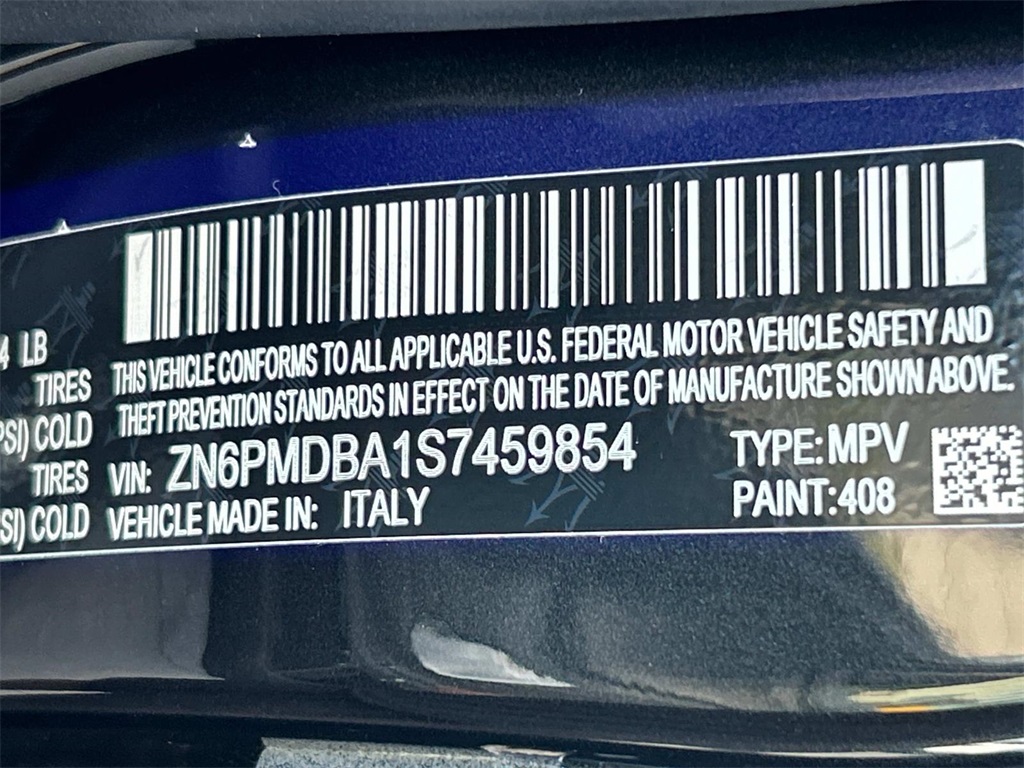 4 LB
TIRES
PSI) COLD
TIRES
SI) COLD
THIS VEHICLE CONFORMS TO ALL APPLICABLE U.S. FEDERAL MOTOR VEHICLE SAFETY AND
THEFT PREVENTION STANDARDS IN EFFECT ON THE DATE OF MANUFACTURE SHOWN ABOVE.
VIN: ZN6PMDBA1S7459854
VEHICLE MADE IN: ITALY
TYPE: MPV
PAINT:408